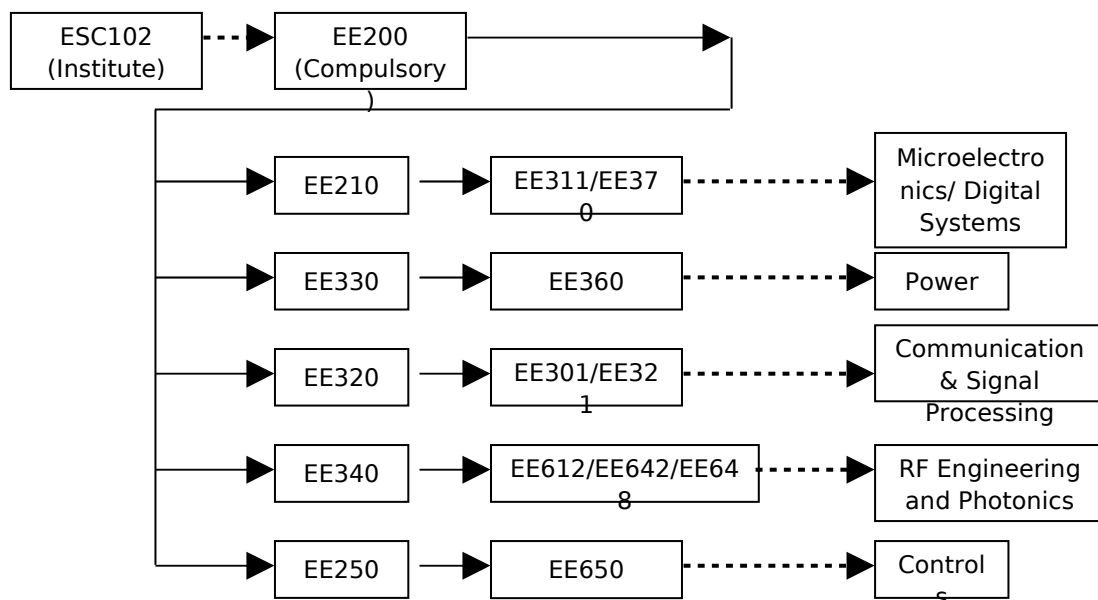 ESC102
(Institute)
EE200
(Compulsory
)
EE210
EE311/EE37
0
Microelectro
nics/ Digital
Systems
EE330
EE360
Power
EE320
EE301/EE32
1
Communication
& Signal
Processing
EE340
EE612/EE642/EE64
8
RF Engineering
and Photonics
EE250
EE650
Control
s